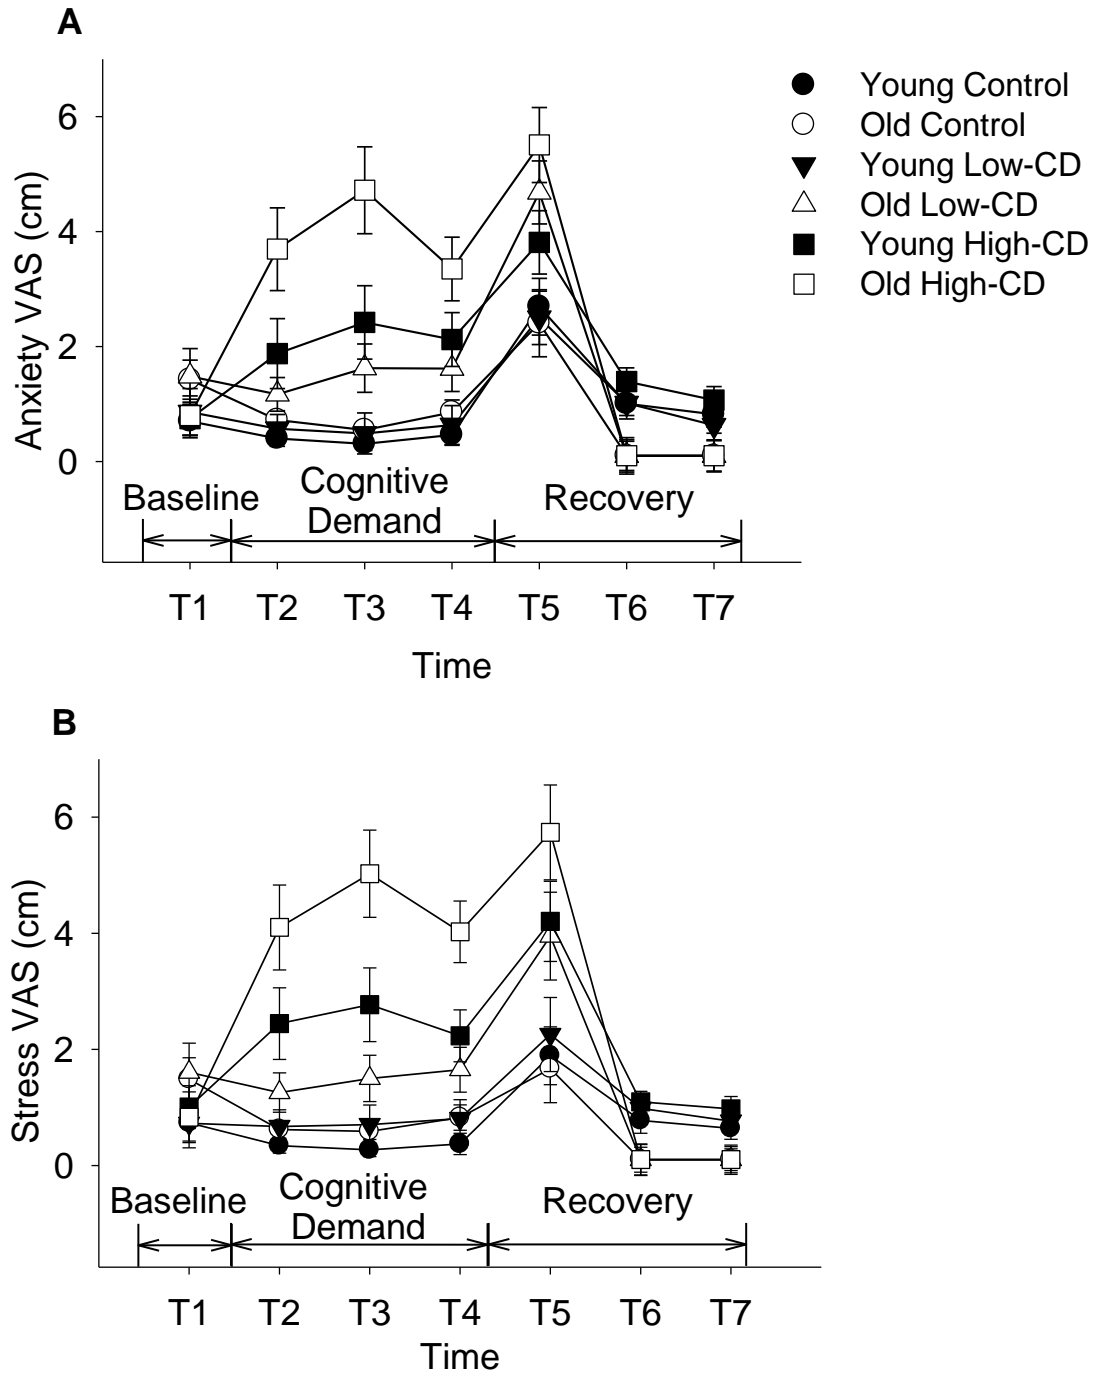 A
6
4
2
0
Anxiety VAS (cm)
Young Control
Old Control
Young Low-CD
Old Low-CD
Young High-CD
Old High-CD
Baseline
Cognitive
Demand
Recovery
T1 T2 T3 T4 T5 T6 T7
Time
B
6
4
2
0
Stress VAS (cm)
Baseline
Cognitive
Demand
Recovery
T1 T2 T3 T4 T5 T6 T7
Time